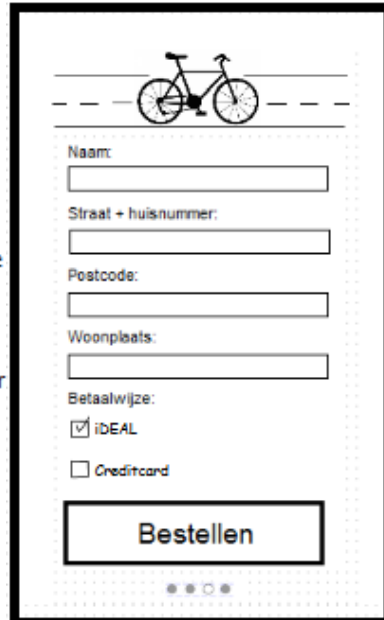 Naam:
Straat + huisnummer:
Postcode:
Woonplaats:
Betaalwijze:
iDEAL
Creditcard
Bestellen